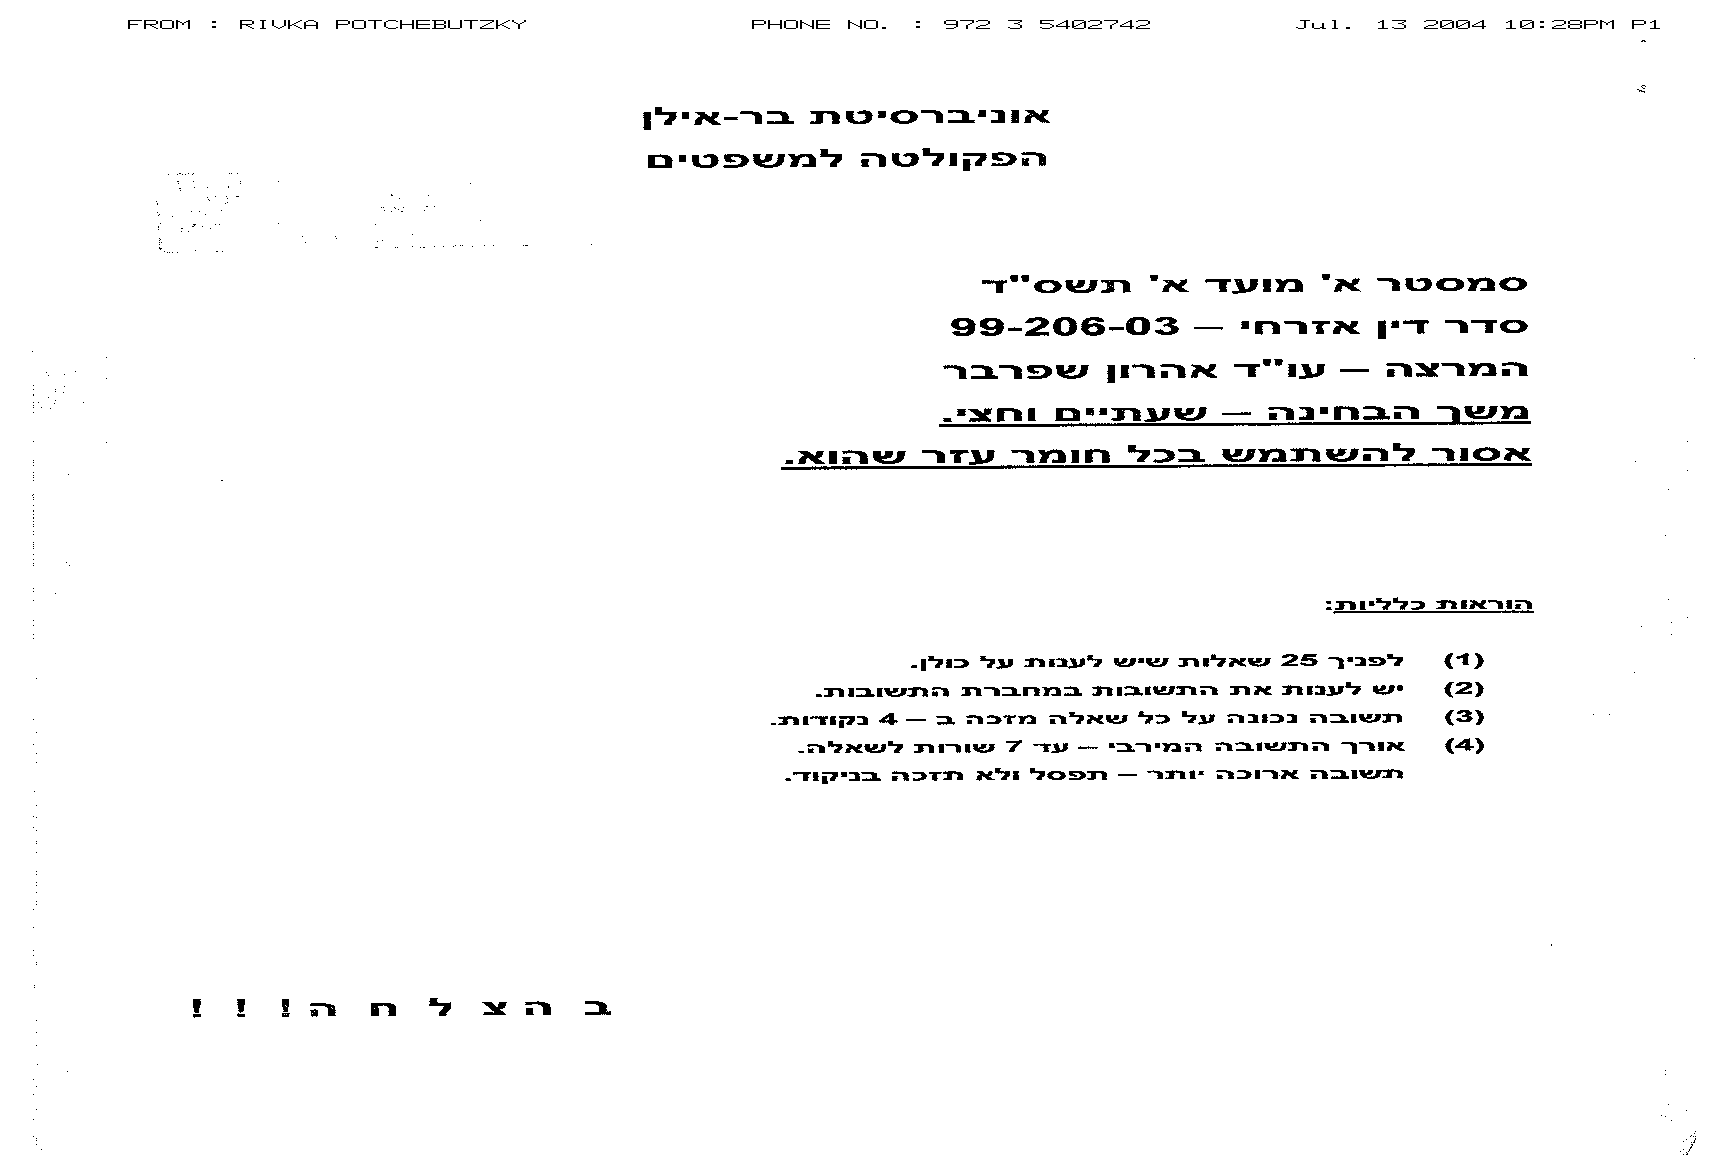 FROM : RIVKA POTCHEBUTZKY PHONE NO. : 972 3 5402742 Jul. 13 2004 10:28PM P1
אוניברסיטת בר-אילן
הפקולטה למשפטים
סמסטר א' מועד א' תשס"ד
סדר דין אזרחי – 99-206-03
המרצה – עו"ד אהרון שפרבר
משך הבחינה – שעתיים וחצי.
אסור להשתמש בכל חומר עזר שהוא.
הוראות כלליות:
(1) לפניך 25 שאלות שיש לענות על כולן.
(2) יש לענות את התשובות במחברת התשובות.
(3) תשובה נכונה על כל שאלה מזכה ב – 4 נקודות.
(4) אורך התשובה המירבי – עד 7 שורות לשאלה.
תשובה ארוכה יותר – תפסל ולא תזכה בניקוד.
ב ה צ ל ח ה ! ! !